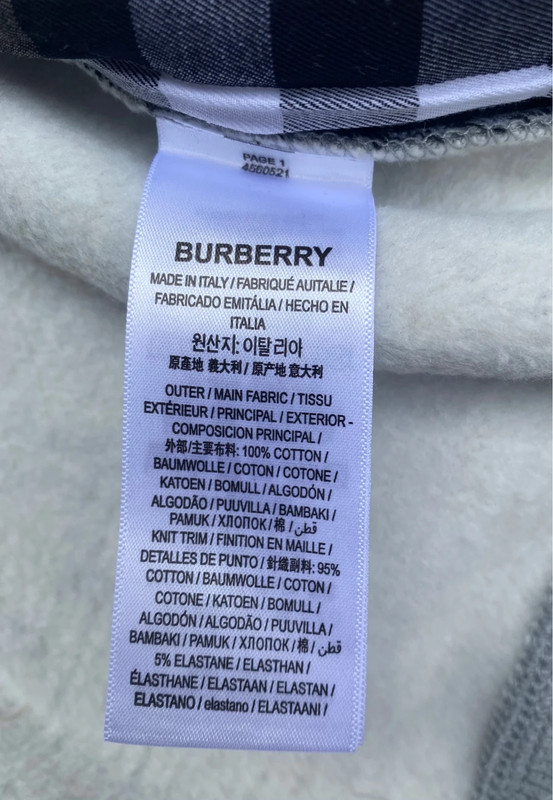 PAGE 1
4560521
BURBERRY
MADE IN ITALY / FABRIQUÉ AUITALIE /
FABRICADO EMITÁLIA / HECHO EN
ITALIA
원산지: 이탈리아
原產地 義大利 / 原产地 意大利
OUTER / MAIN FABRIC / TISSU
EXTÉRIEUR / PRINCIPAL / EXTERIOR -
COMPOSICION PRINCIPAL /
外部/主要布料: 100% COTTON /
BAUMWOLLE / COTON / COTONE /
KATOEN / BOMULL / ALGODÓN /
ALGODÃO / PUUVILLA / BAMBAKI /
PAMUK / ХЛОПОК / 棉 / قطن /
KNIT TRIM / FINITION EN MAILLE /
DETALLES DE PUNTO / 針織副料: 95%
COTTON / BAUMWOLLE / COTON /
COTONE / KATOEN / BOMULL /
ALGODÓN / ALGODÃO / PUUVILLA /
BAMBAKI / PAMUK / ХЛОПОК / 棉 / قطن /
5% ELASTANE / ELASTHAN /
ÉLASTHANE / ELASTAAN / ELASTAN /
ELASTANO / elastano / ELASTAANI /